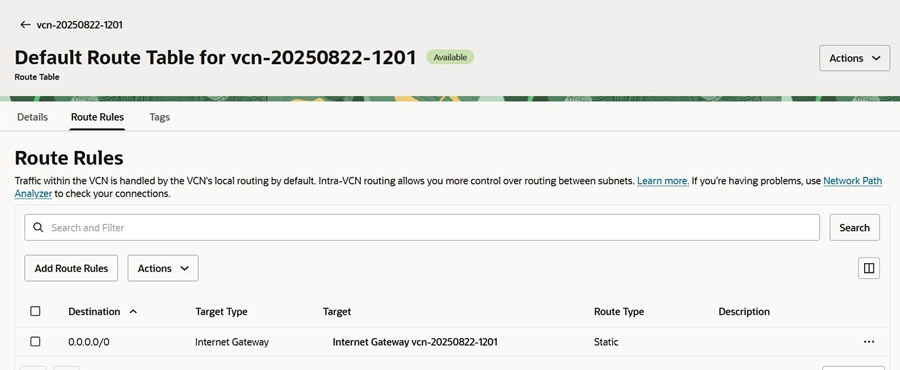 vcn-20250822-1201
Default Route Table for vcn-20250822-1201 Available
Actions
Route Table
Details Route Rules Tags
Route Rules
Traffic within the VCN is handled by the VCN's local routing by default. Intra-VCN routing allows you more control over routing between subnets. Learn more. If you're having problems, use Network Path
Analyzer to check your connections.
Search and Filter Search
Add Route Rules Actions
Destination Target Type Target Route Type Description
0.0.0.0/0 Internet Gateway Internet Gateway vcn-20250822-1201 Static